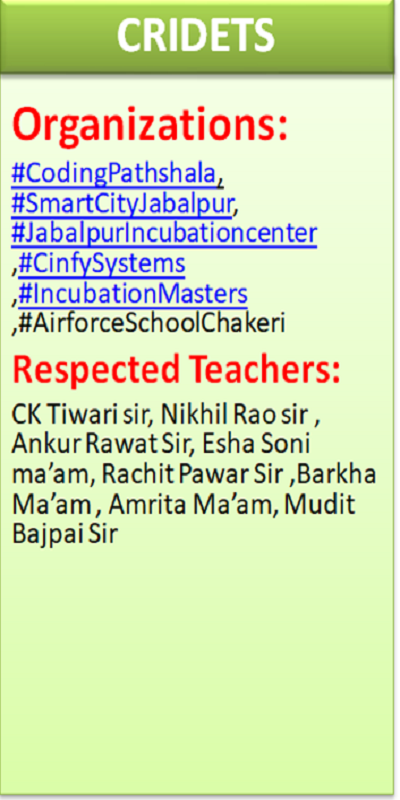 CRIDETS
Organizations:
#CodingPathshala,
#SmartCityJabalpur,
#JabalpurIncubationcenter
,#CinfySystems
,#IncubationMasters
,#AirforceSchoolChakeri
Respected Teachers:
CK Tiwari sir, Nikhil Rao sir ,
Ankur Rawat Sir, Esha Soni
ma’am, Rachit Pawar Sir ,Barkha
Ma’am , Amrita Ma’am, Mudit
Bajpai Sir